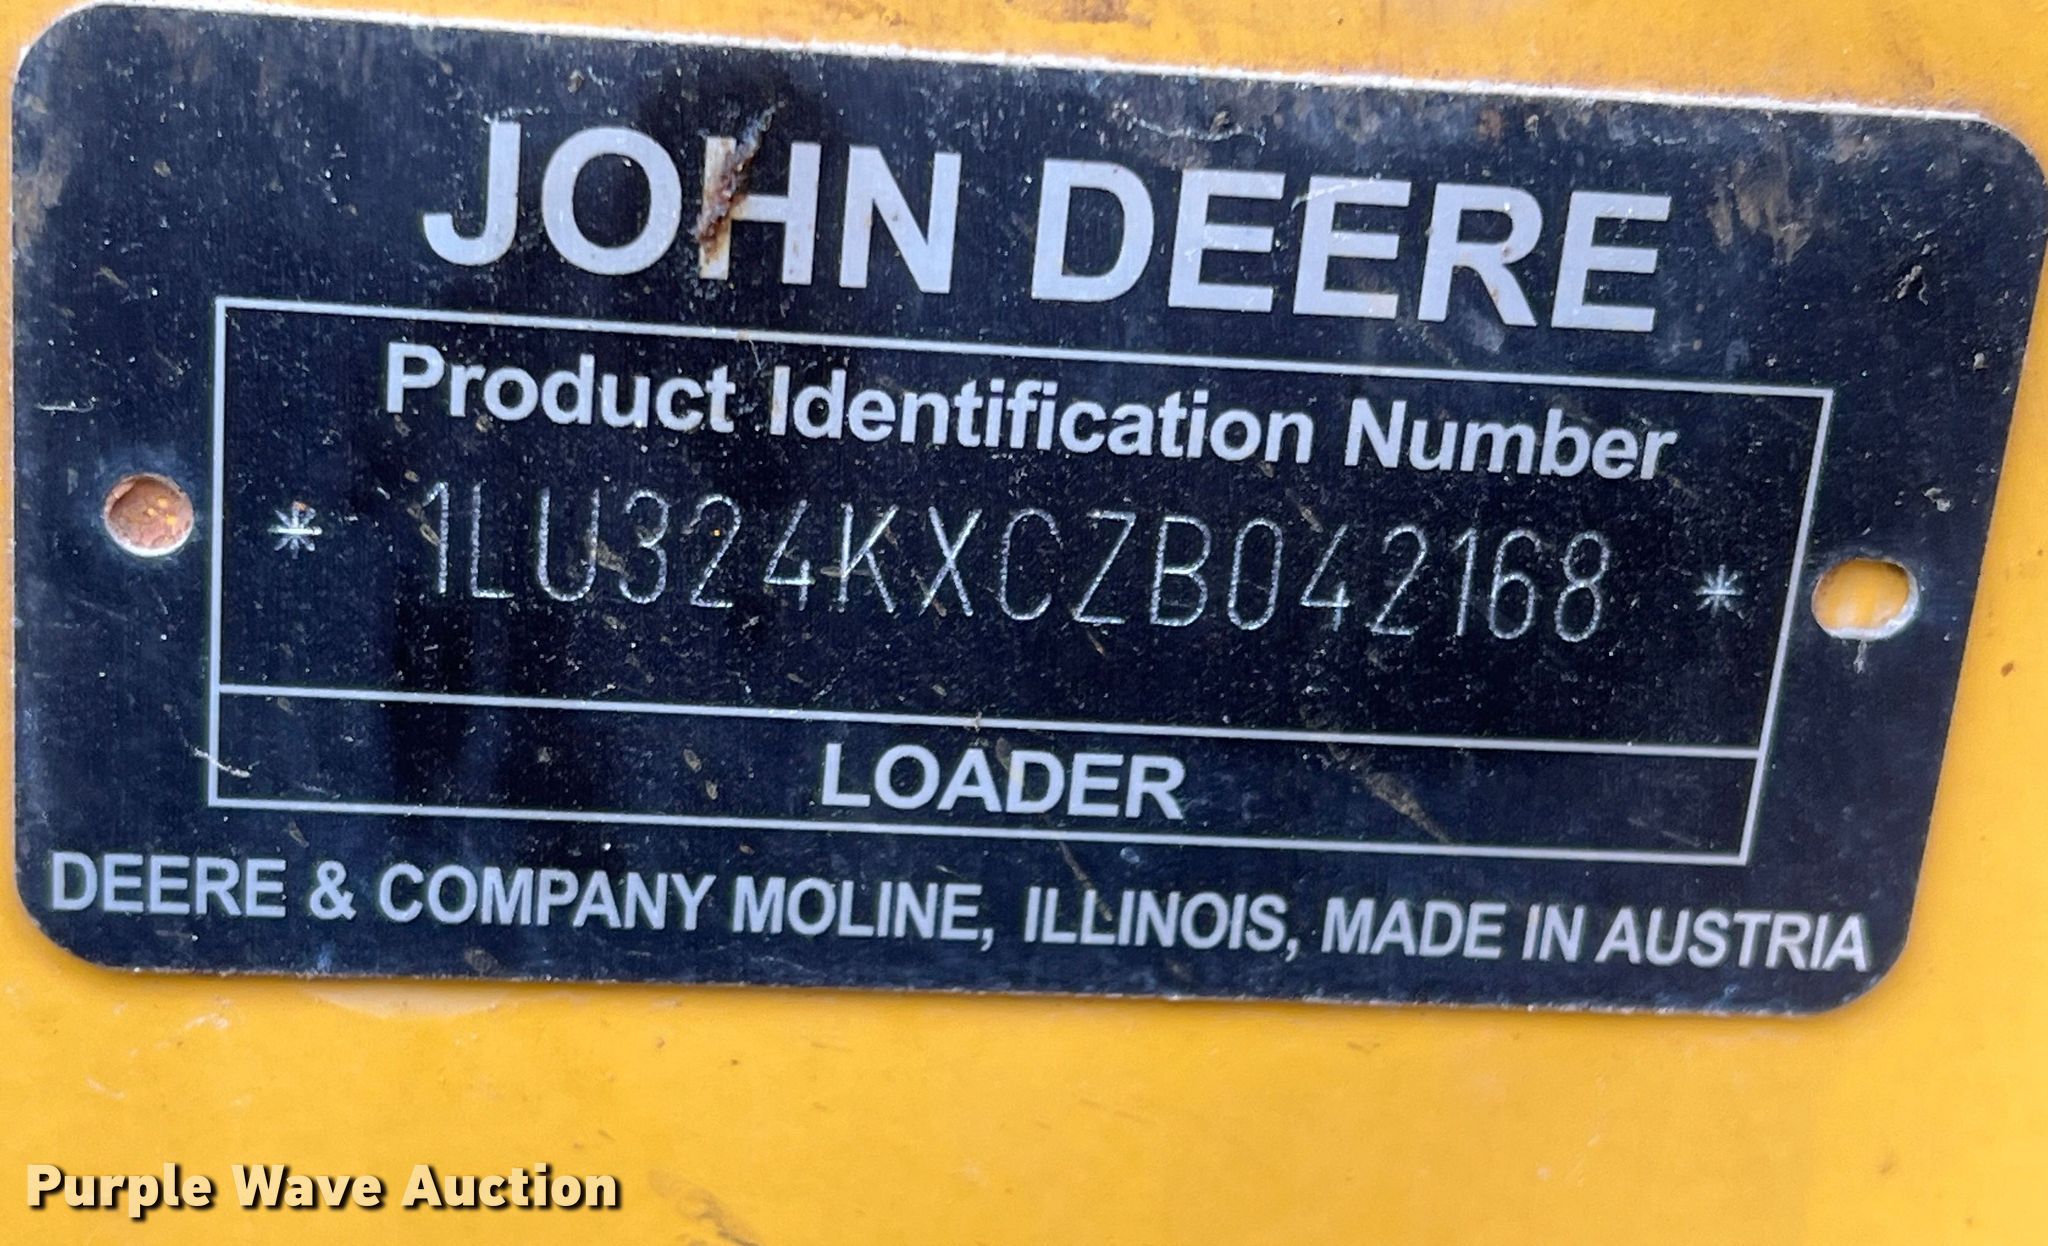 JOHN DEERE
Product Identification Number
* 1LU324KXCZB042168 *
LOADER
DEERE & COMPANY MOLINE, ILLINOIS, MADE IN AUSTRIA
Purple Wave Auction